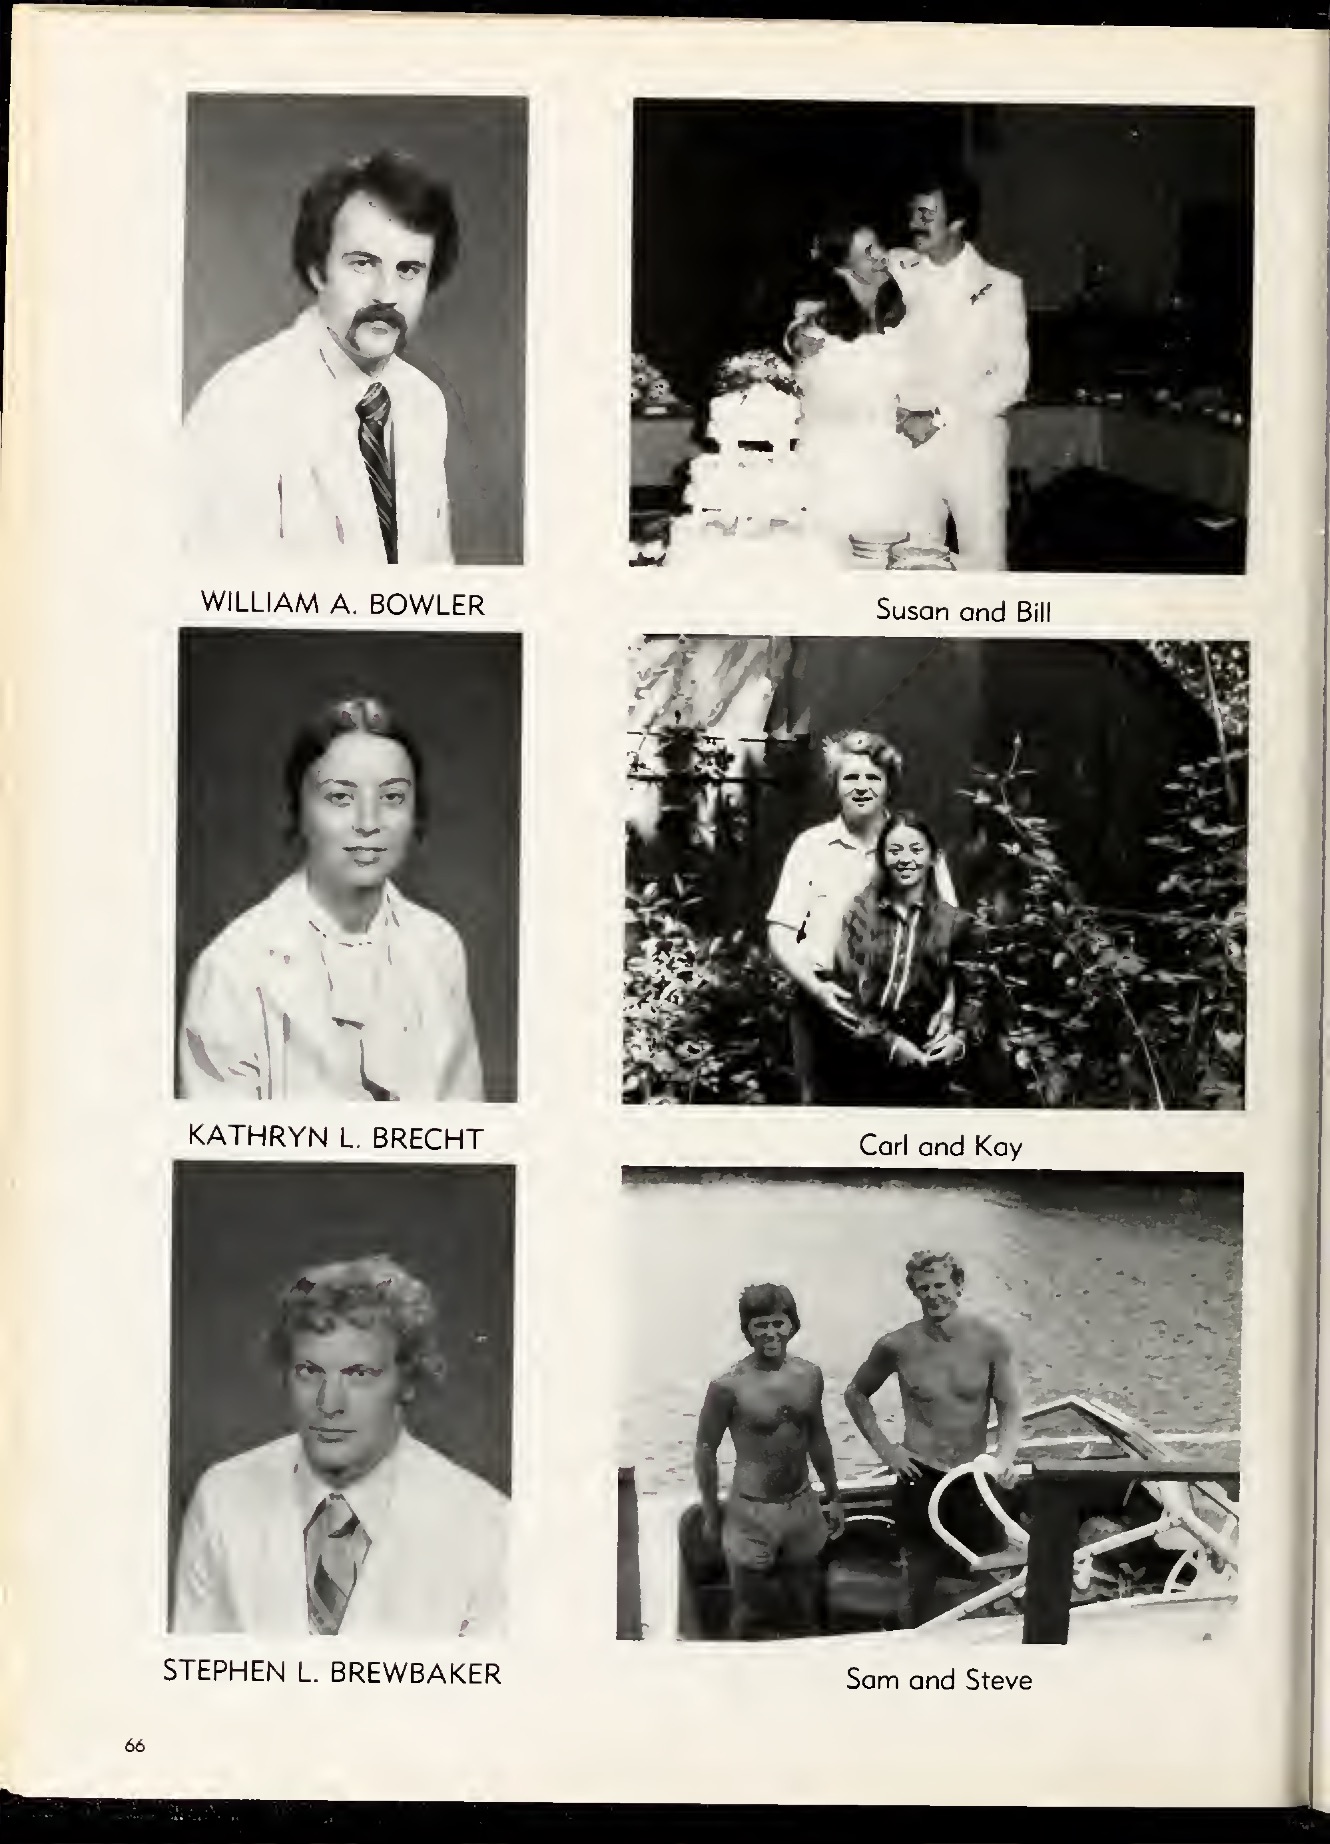 WILLIAM A. BOWLER
Susan and Bill
KATHRYN L. BRECHT
Carl and Kay
STEPHEN L. BREWBAKER
Sam and Steve
66